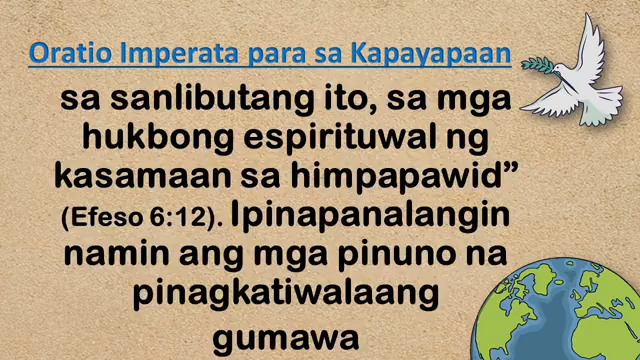 Oratio Imperata para sa Kapayapaan
sa sanlibutang ito, sa mga
hukbong espirituwal ng
kasamaan sa himpapawid”
(Efeso 6:12). Ipinapanalangin
namin ang mga pinuno na
pinagkatiwalaang
gumawa